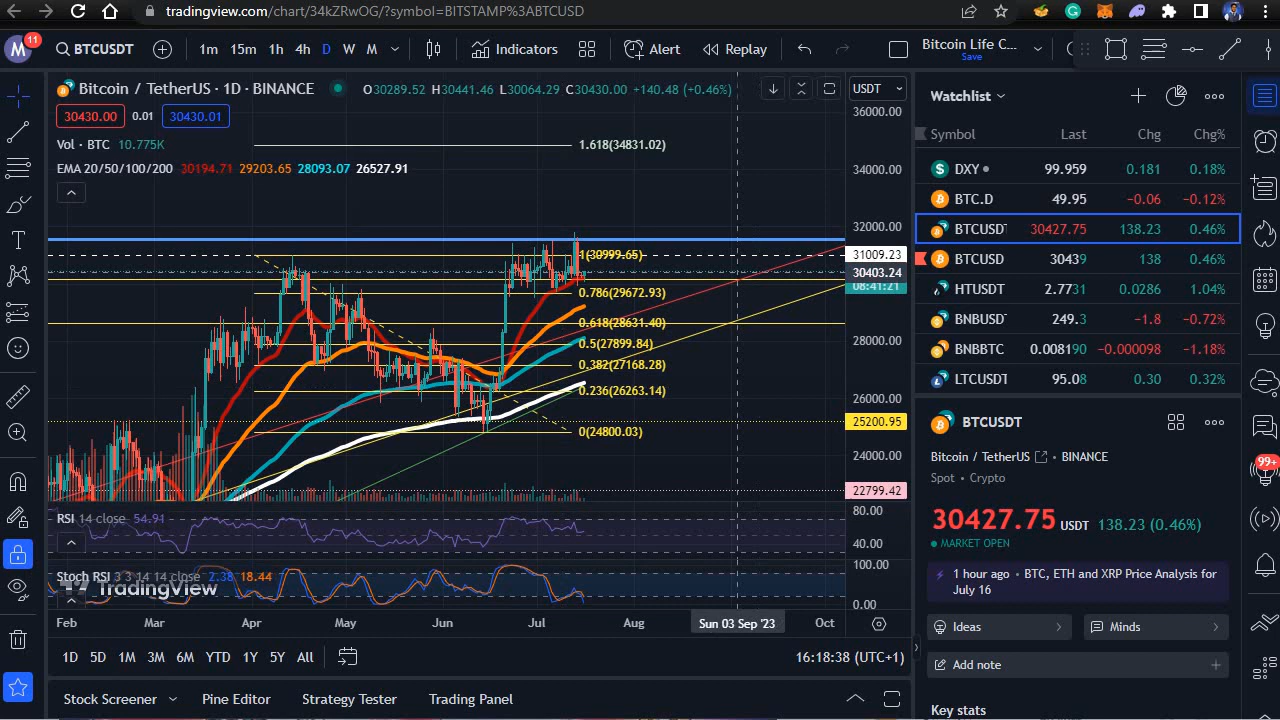 tradingview.com/chart/34kZRwOG/?symbol=BITSTAMP%3ABTCUSD
M 11
BTCUSDT 1m 15m 1h 4h D W M Indicators Alert Replay Bitcoin Life C...
Save
Bitcoin / TetherUS · 1D · BINANCE O30289.52 H30441.46 L30064.29 C30430.00 +140.48 (+0.46%) USDT
30430.00 0.01 30430.01
Vol · BTC 10.775K
EMA 20/50/100/200 30194.71 29203.65 28093.07 26527.91
1.618(34831.02)
1(30999.65)
0.786(29672.93)
0.618(28631.40)
0.5(27899.84)
0.382(27168.28)
0.236(26263.14)
0(24800.03)
36000.00
34000.00
32000.00
31009.23
30403.24
08:41:21
28000.00
26000.00
25200.95
24000.00
22799.42
RSI 14 close 54.91
80.00
40.00
Stoch RSI 3 3 14 14 close 2.38 18.44
100.00
0.00
TradingView
Feb Mar Apr May Jun Jul Aug Sun 03 Sep '23 Oct
1D 5D 1M 3M 6M YTD 1Y 5Y All 16:18:38 (UTC+1)
Stock Screener Pine Editor Strategy Tester Trading Panel
Watchlist
Symbol Last Chg Chg%
DXY 99.959 0.181 0.18%
BTC.D 49.95 −0.06 −0.12%
BTCUSDT 30427.75 138.23 0.46%
BTCUSD 30439 138 0.46%
HTUSDT 2.7731 0.0286 1.04%
BNBUSDT 249.3 −1.8 −0.72%
BNBBTC 0.008190 −0.000098 −1.18%
LTCUSDT 95.08 0.30 0.32%
BTCUSDT
Bitcoin / TetherUS · BINANCE
Spot · Crypto
30427.75 USDT 138.23 (0.46%)
MARKET OPEN
1 hour ago · BTC, ETH and XRP Price Analysis for
July 16
Ideas Minds
Add note
Key stats
99+